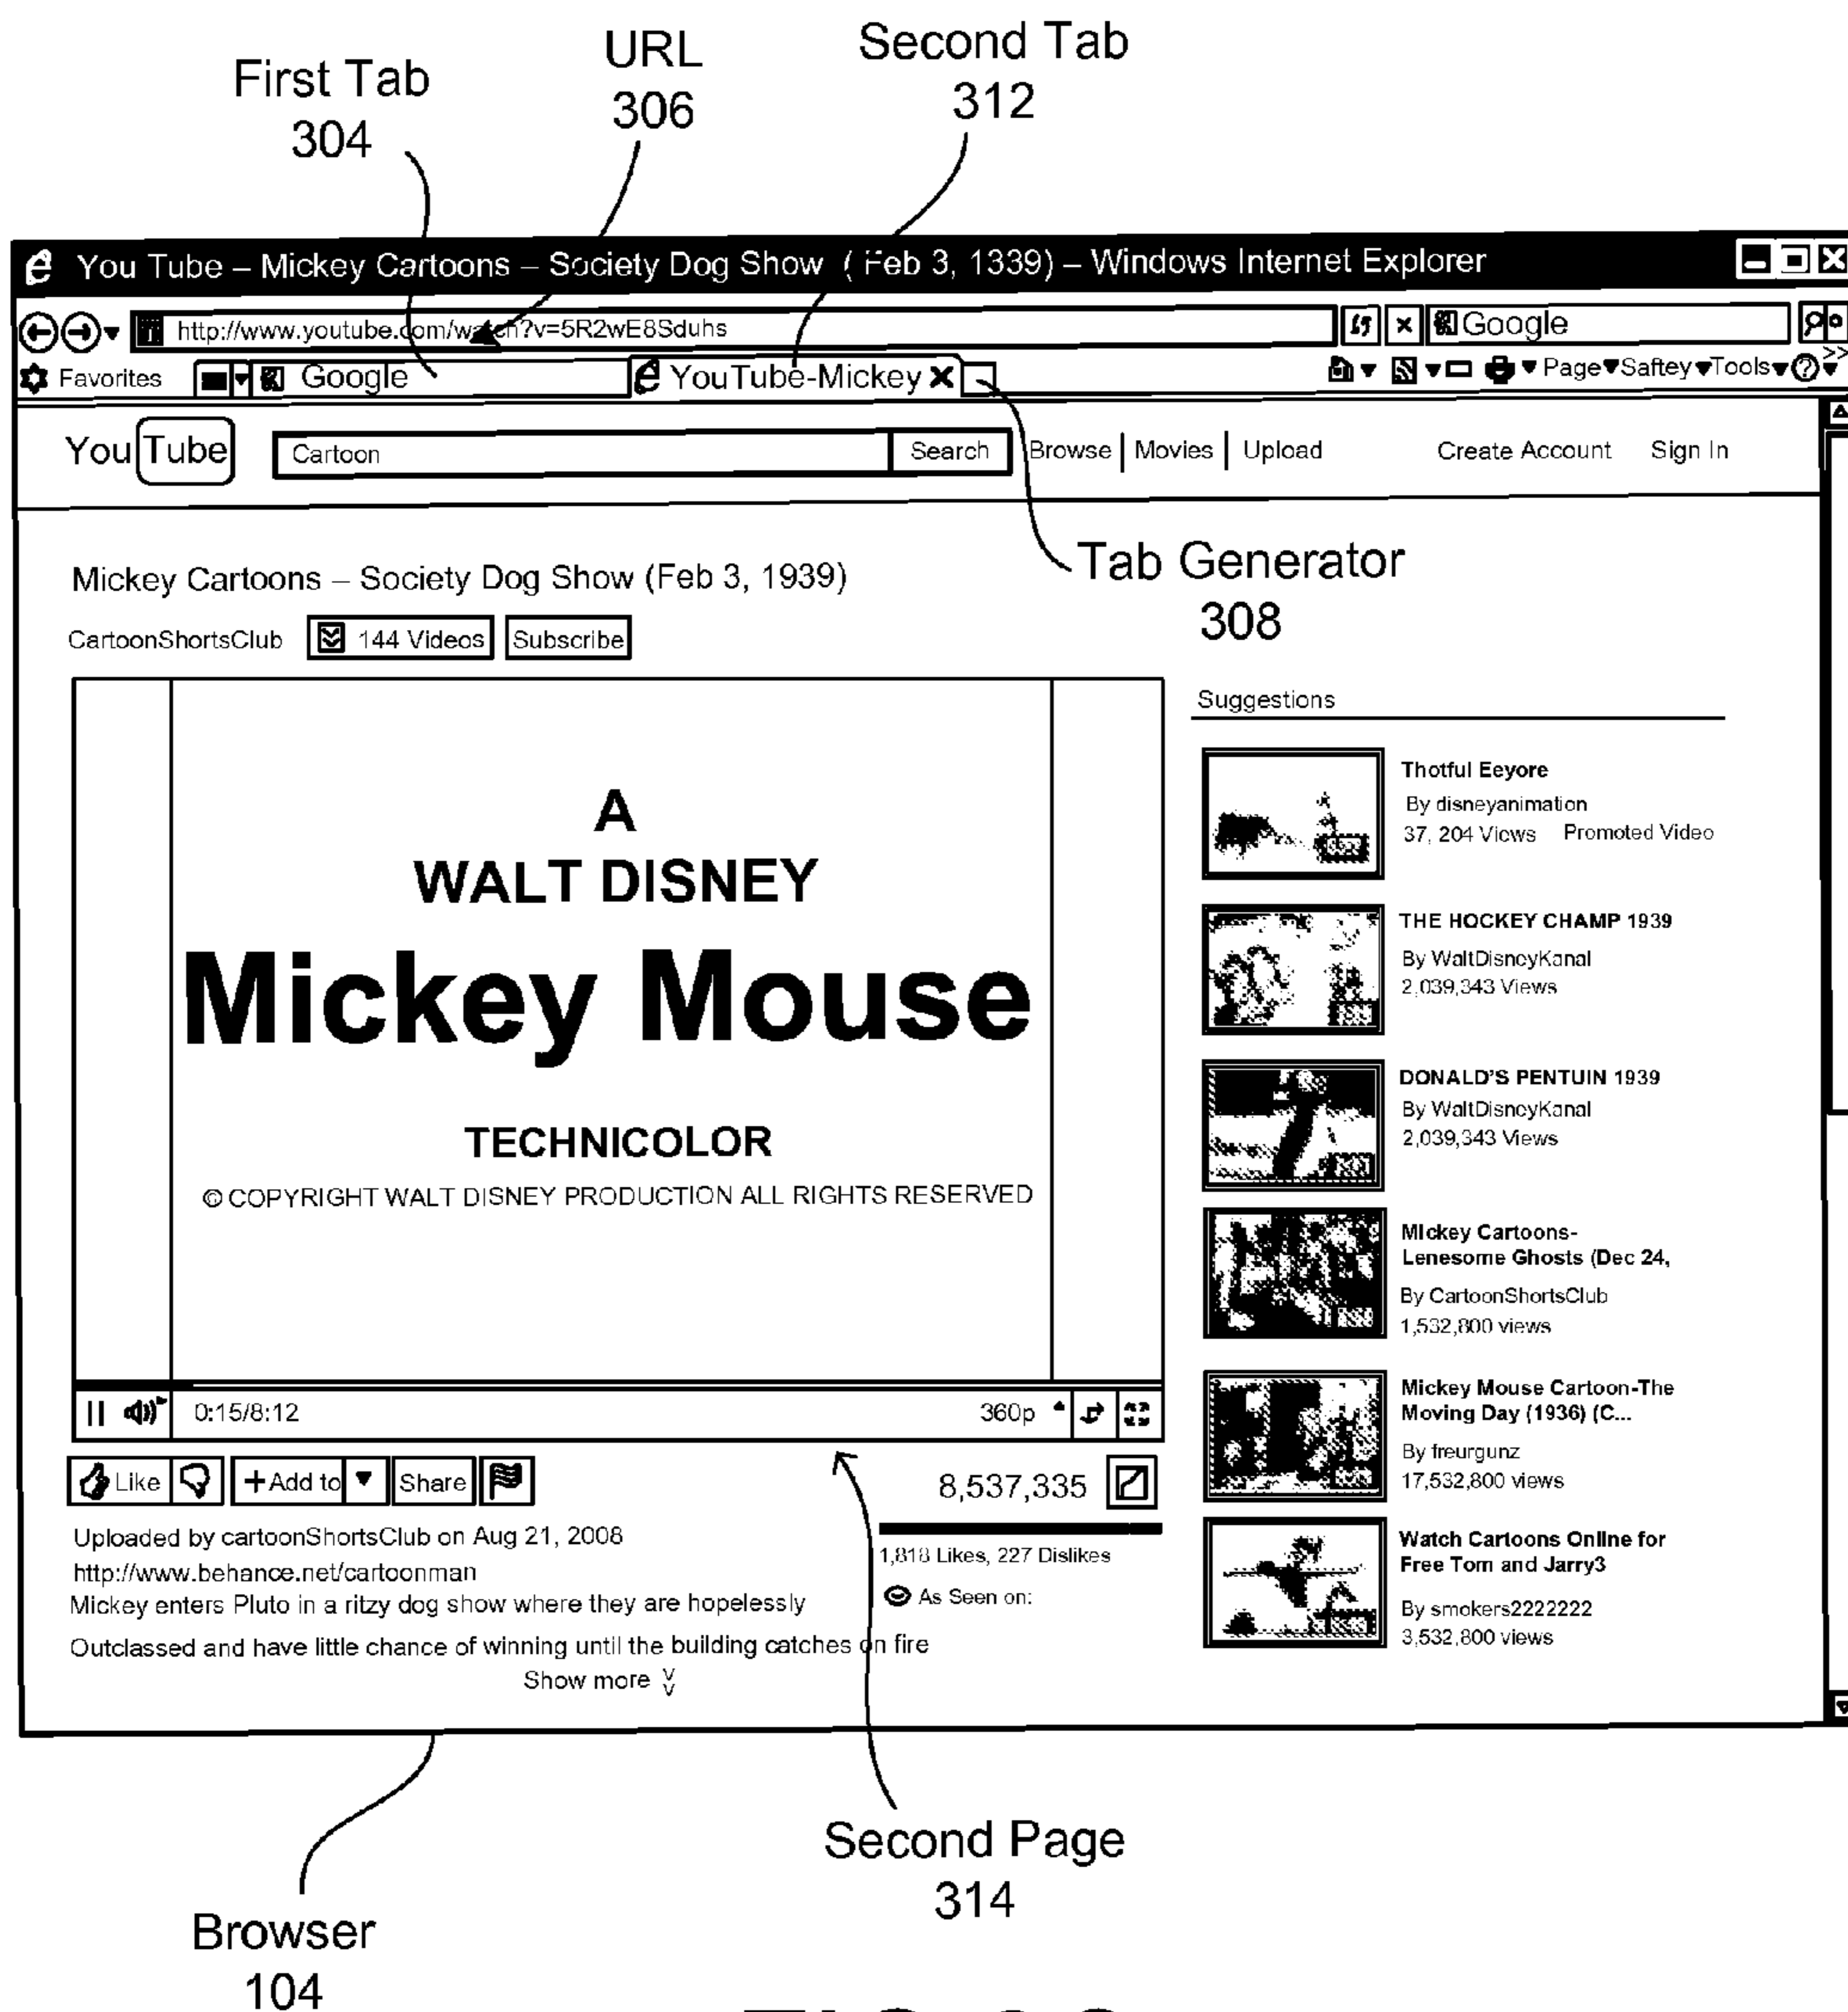 First Tab
304
URL
306
Second Tab
312
You Tube – Mickey Cartoons – Society Dog Show ( Feb 3, 1339) – Windows Internet Explorer
http://www.youtube.com/watch?v=5R2wE8Sduhs
Google
Favorites
Google
YouTube-Mickey
Page Saftey Tools
You Tube
Cartoon
Search
Browse Movies Upload
Create Account
Sign In
Tab Generator
308
Mickey Cartoons – Society Dog Show (Feb 3, 1939)
CartoonShortsClub
144 Videos
Subscribe
A
WALT DISNEY
Mickey Mouse
TECHNICOLOR
© COPYRIGHT WALT DISNEY PRODUCTION ALL RIGHTS RESERVED
0:15/8:12
360p
Like
+Add to
Share
8,537,335
Uploaded by cartoonShortsClub on Aug 21, 2008
http://www.behance.net/cartoonman
Mickey enters Pluto in a ritzy dog show where they are hopelessly
Outclassed and have little chance of winning until the building catches on fire
Show more
1,818 Likes, 227 Dislikes
As Seen on:
Suggestions
Thotful Eeyore
By disneyanimation
37, 204 Views Promoted Video
THE HOCKEY CHAMP 1939
By WaltDisneyKanal
2,039,343 Views
DONALD'S PENTUIN 1939
By WaltDisneyKanal
2,039,343 Views
Mickey Cartoons-
Lenesome Ghosts (Dec 24,
By CartoonShortsClub
1,532,800 views
Mickey Mouse Cartoon-The
Moving Day (1936) (C...
By freurgunz
17,532,800 views
Watch Cartoons Online for
Free Tom and Jarry3
By smokers2222222
3,532,800 views
Second Page
314
Browser
104